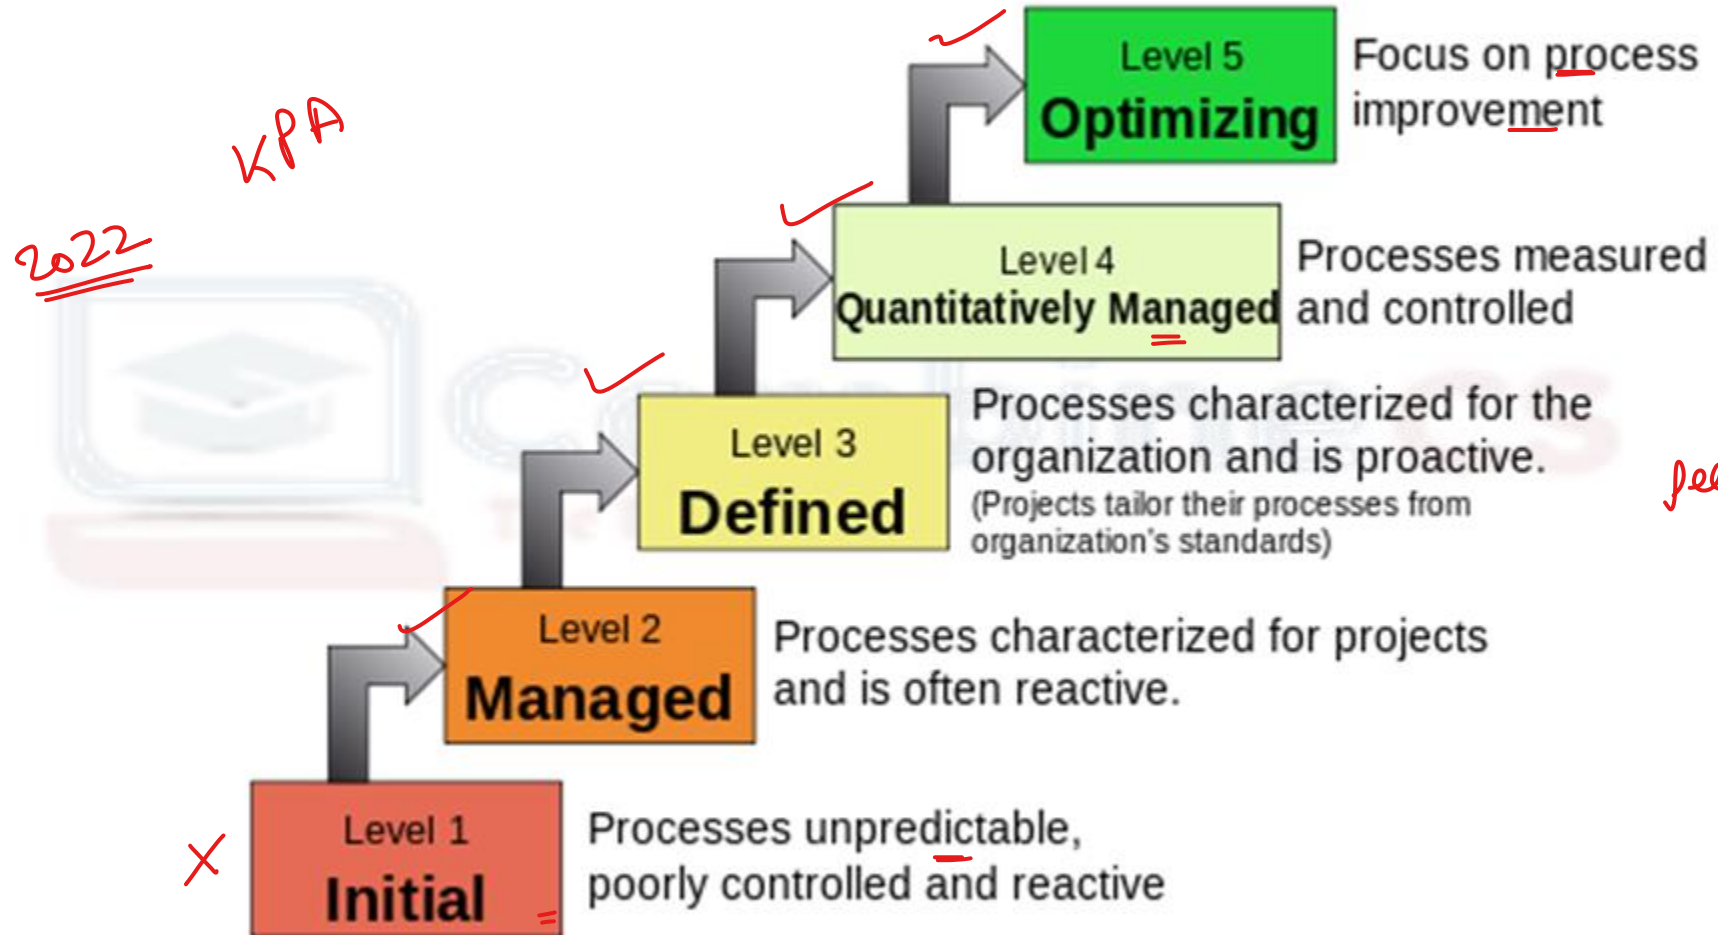 Level 5
Optimizing
Focus on process
improvement
KPA
2022
Level 4
Quantitatively Managed
Processes measured
and controlled
Level 3
Defined
Processes characterized for the
organization and is proactive.
(Projects tailor their processes from
organization's standards)
Level 2
Managed
Processes characterized for projects
and is often reactive.
Level 1
Initial
Processes unpredictable,
poorly controlled and reactive